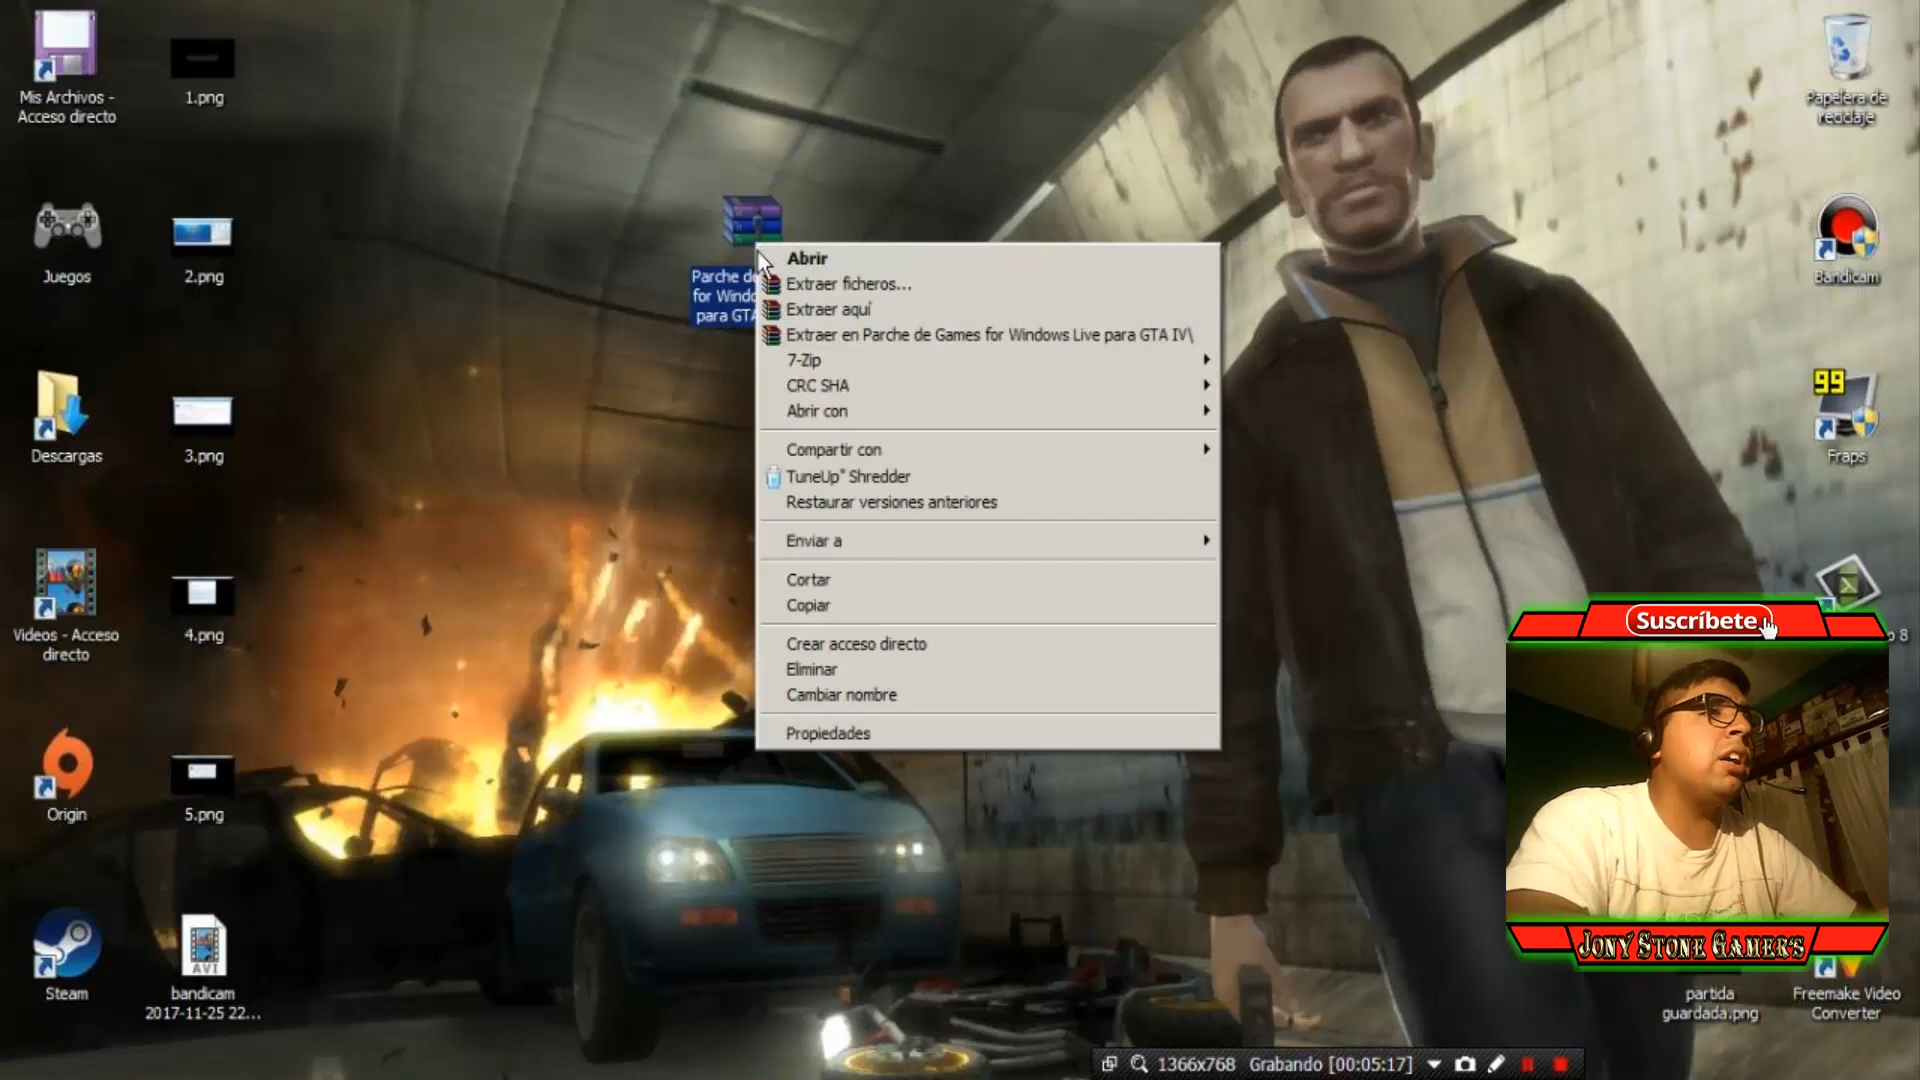 Mis Archivos -
Acceso directo
1.png
Juegos
2.png
Descargas
3.png
Videos - Acceso
directo
4.png
Origin
5.png
Steam
AVI
bandicam
2017-11-25 22...
Parche de
for Windo
para GTA
Abrir
Extraer ficheros...
Extraer aquí
Extraer en Parche de Games for Windows Live para GTA IV\
7-Zip
CRC SHA
Abrir con
Compartir con
TuneUp® Shredder
Restaurar versiones anteriores
Enviar a
Cortar
Copiar
Crear acceso directo
Eliminar
Cambiar nombre
Propiedades
Papelera de
reciclaje
Bandicam
99
Fraps
o 8
Suscríbete
JONY STONE GAMER'S
partida
guardada.png
Freemake Video
Converter
1366x768 Grabando [00:05:17]